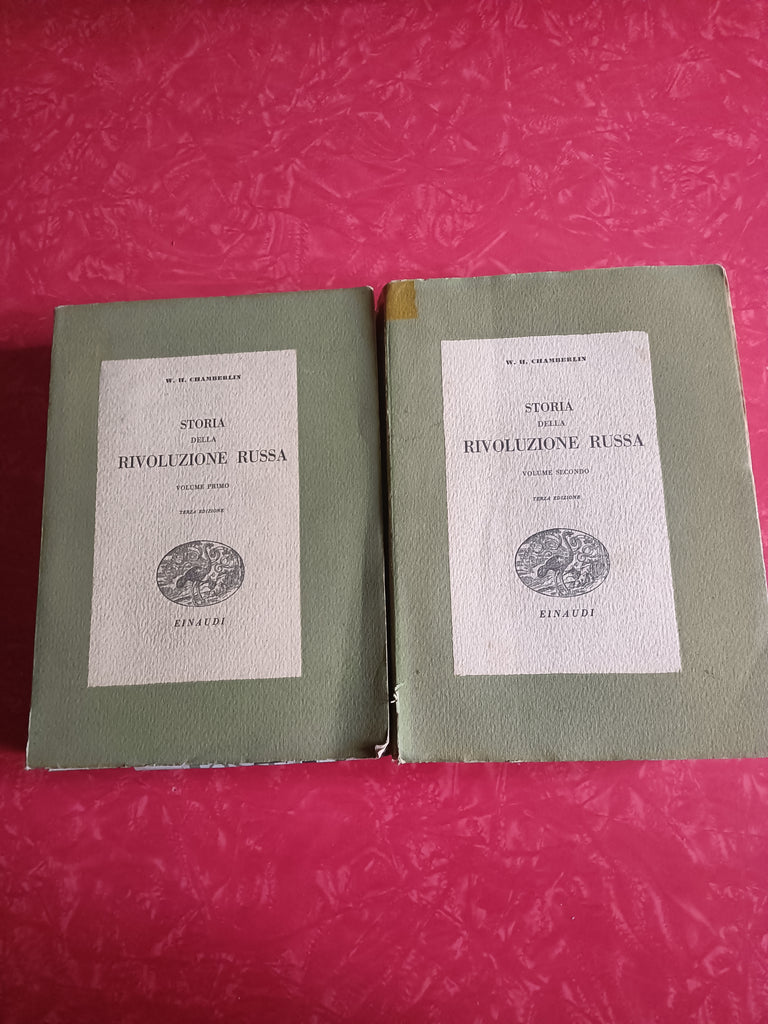 W. H. CHAMBERLIN
STORIA
DELLA
RIVOLUZIONE RUSSA
VOLUME PRIMO
TERZA EDIZIONE
EINAUDI
W. H. CHAMBERLIN
STORIA
DELLA
RIVOLUZIONE RUSSA
VOLUME SECONDO
TERZA EDIZIONE
EINAUDI